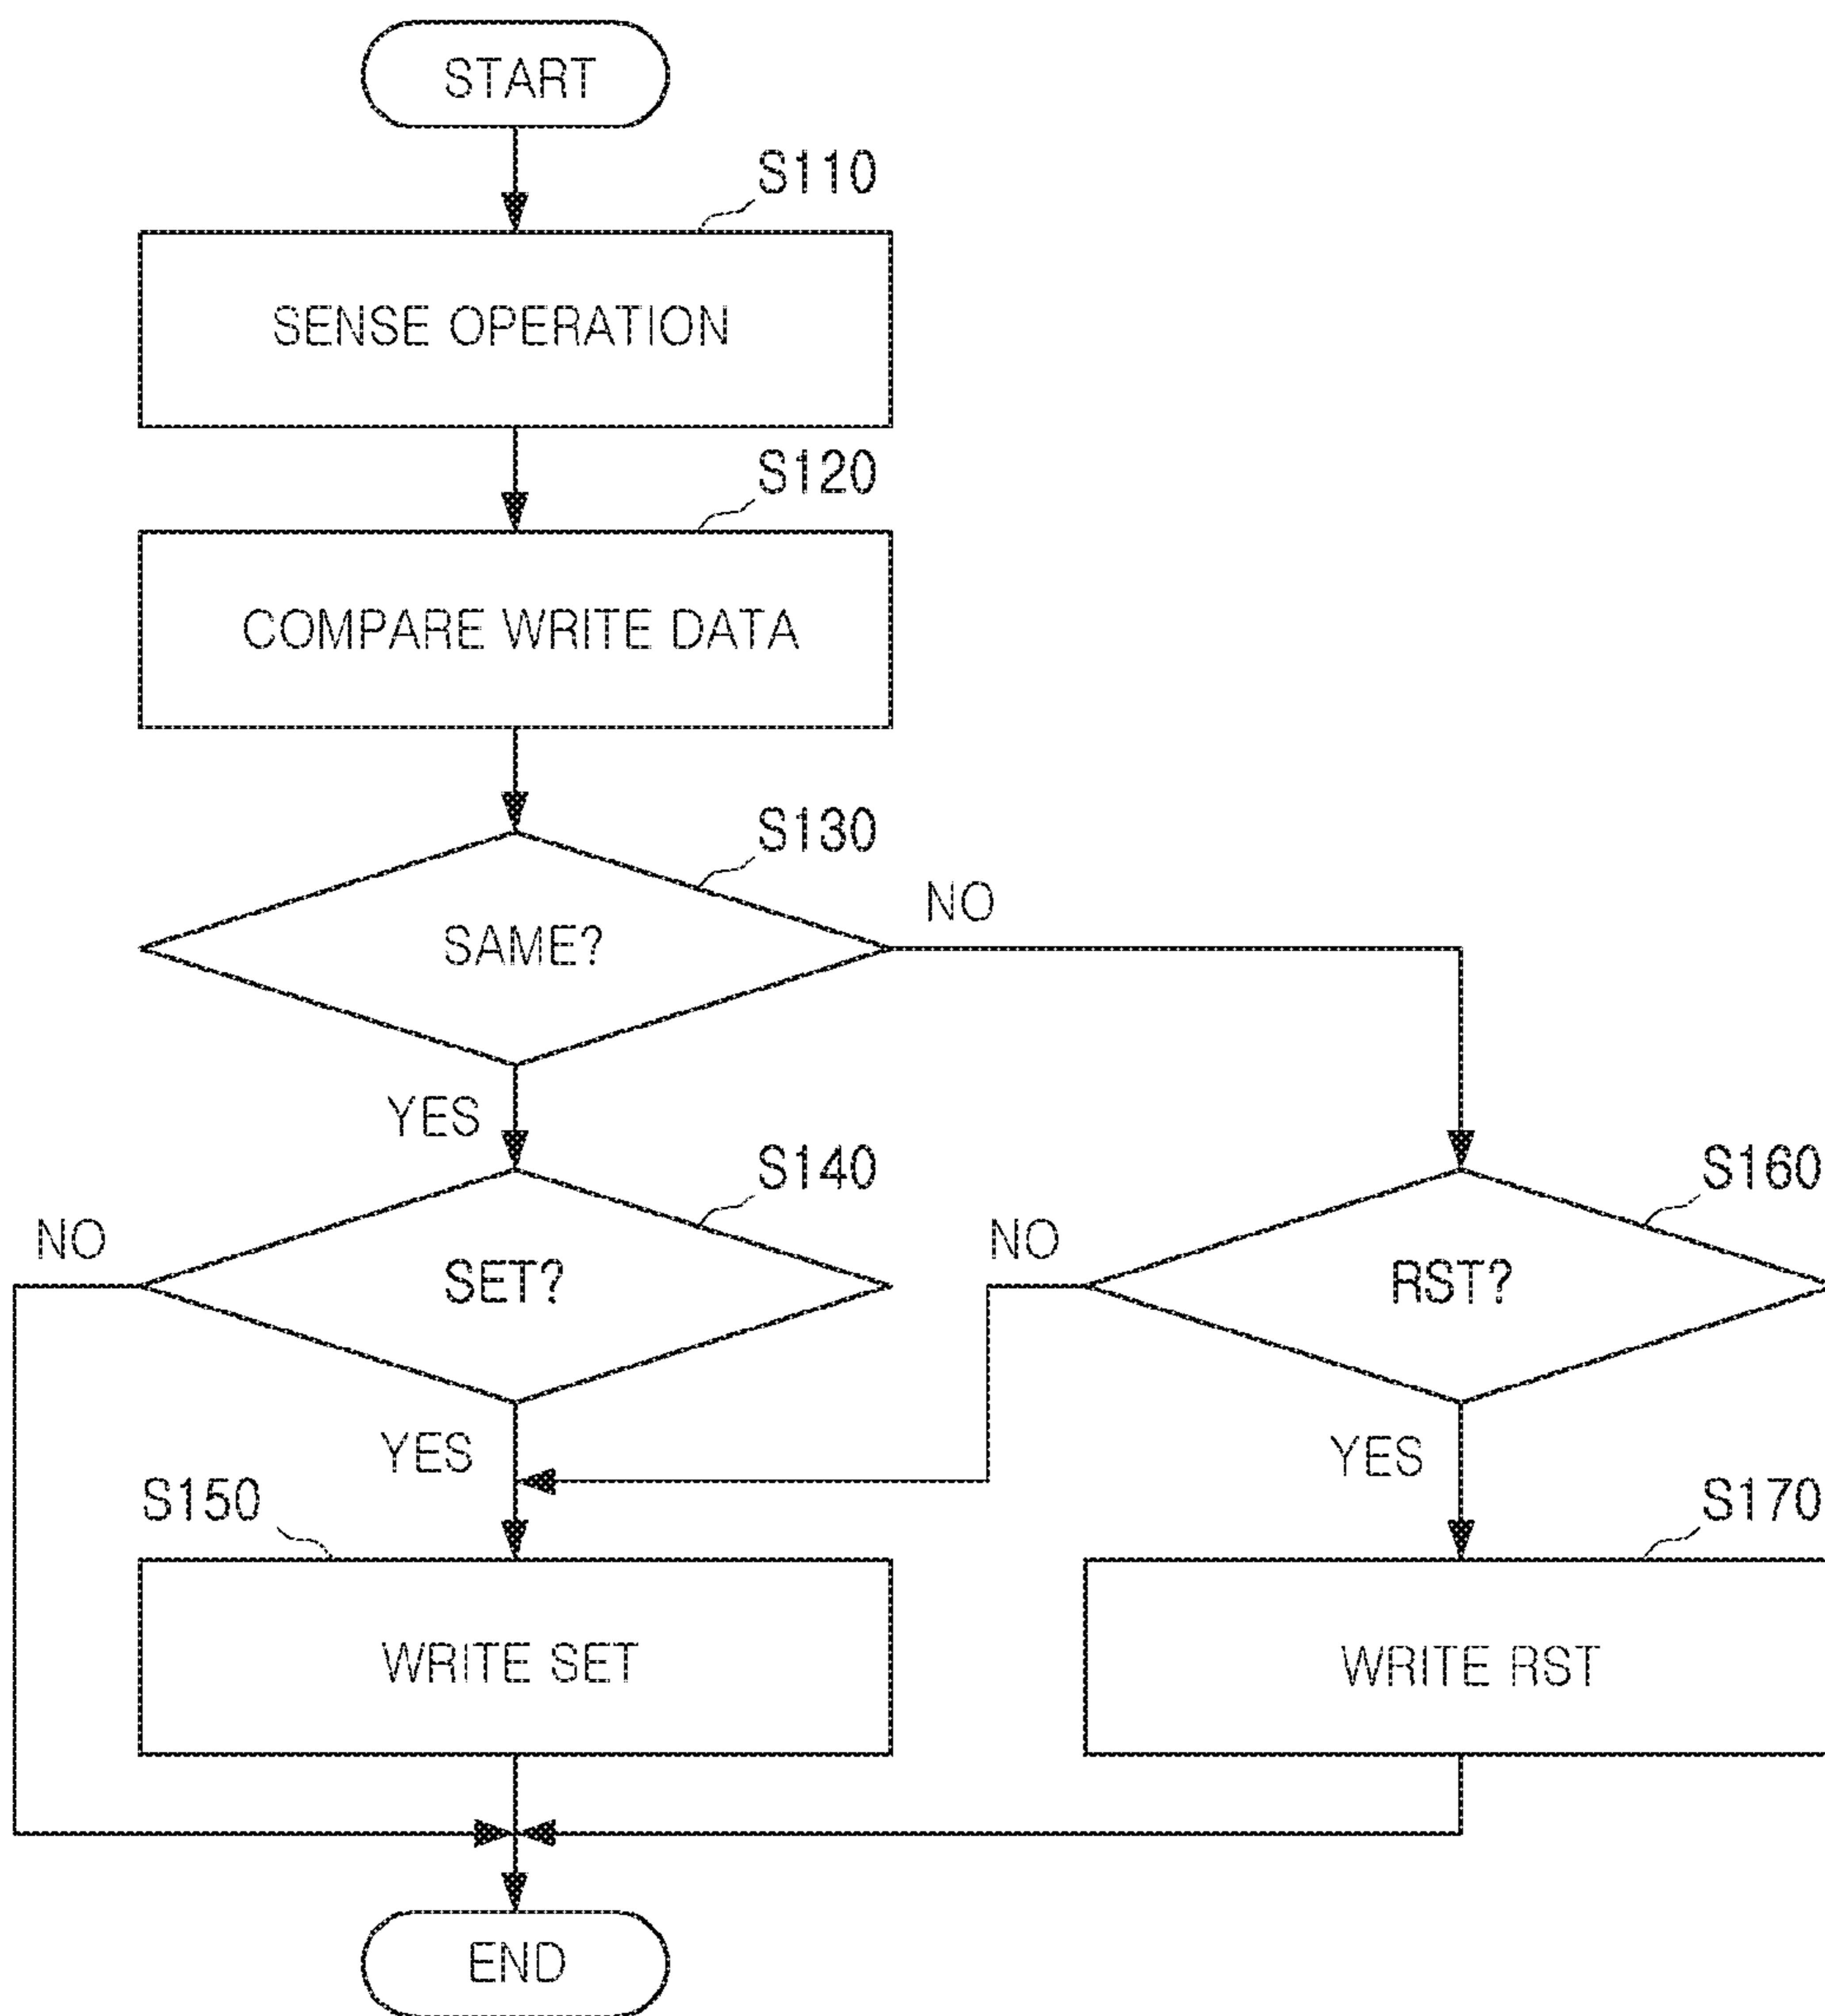 START
S110
SENSE OPERATION
S120
COMPARE WRITE DATA
S130
SAME?
NO
YES
S140
S160
NO
SET?
NO
RST?
YES
YES
S150
S170
WRITE SET
WRITE RST
END